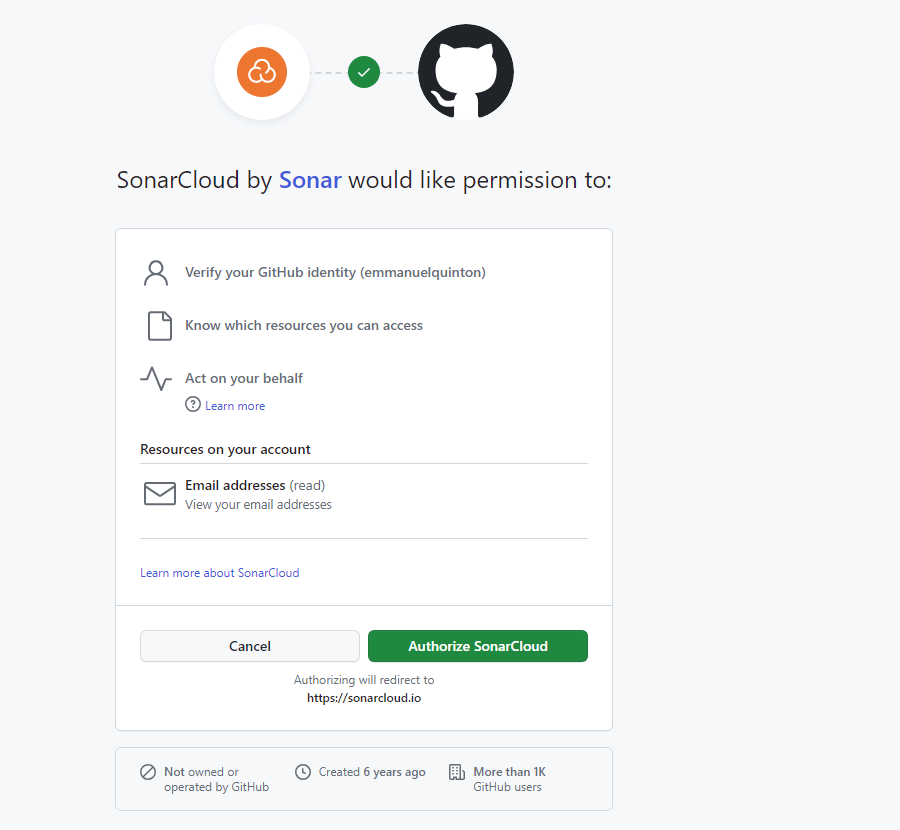 SonarCloud by Sonar would like permission to:
Verify your GitHub identity (emmanuelquinton)
Know which resources you can access
Act on your behalf
Learn more
Resources on your account
Email addresses (read)
View your email addresses
Learn more about SonarCloud
Cancel
Authorize SonarCloud
Authorizing will redirect to
https://sonarcloud.io
Not owned or
operated by GitHub
Created 6 years ago
More than 1K
GitHub users